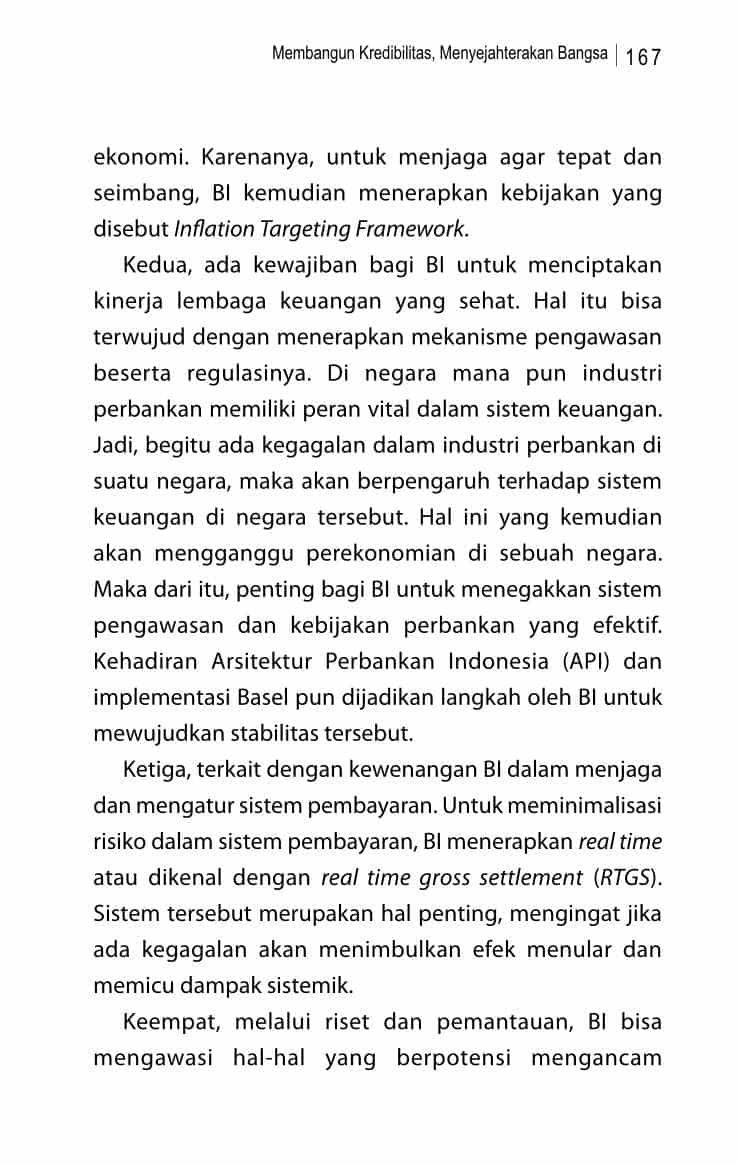 Membangun Kredibilitas, Menyejahterakan Bangsa | 167
ekonomi. Karenanya, untuk menjaga agar tepat dan
seimbang, BI kemudian menerapkan kebijakan yang
disebut Inflation Targeting Framework.
Kedua, ada kewajiban bagi BI untuk menciptakan
kinerja lembaga keuangan yang sehat. Hal itu bisa
terwujud dengan menerapkan mekanisme pengawasan
beserta regulasinya. Di negara mana pun industri
perbankan memiliki peran vital dalam sistem keuangan.
Jadi, begitu ada kegagalan dalam industri perbankan di
suatu negara, maka akan berpengaruh terhadap sistem
keuangan di negara tersebut. Hal ini yang kemudian
akan mengganggu perekonomian di sebuah negara.
Maka dari itu, penting bagi BI untuk menegakkan sistem
pengawasan dan kebijakan perbankan yang efektif.
Kehadiran Arsitektur Perbankan Indonesia (API) dan
implementasi Basel pun dijadikan langkah oleh BI untuk
mewujudkan stabilitas tersebut.
Ketiga, terkait dengan kewenangan BI dalam menjaga
dan mengatur sistem pembayaran. Untuk meminimalisasi
risiko dalam sistem pembayaran, BI menerapkan real time
atau dikenal dengan real time gross settlement (RTGS).
Sistem tersebut merupakan hal penting, mengingat jika
ada kegagalan akan menimbulkan efek menular dan
memicu dampak sistemik.
Keempat, melalui riset dan pemantauan, BI bisa
mengawasi hal-hal yang berpotensi mengancam